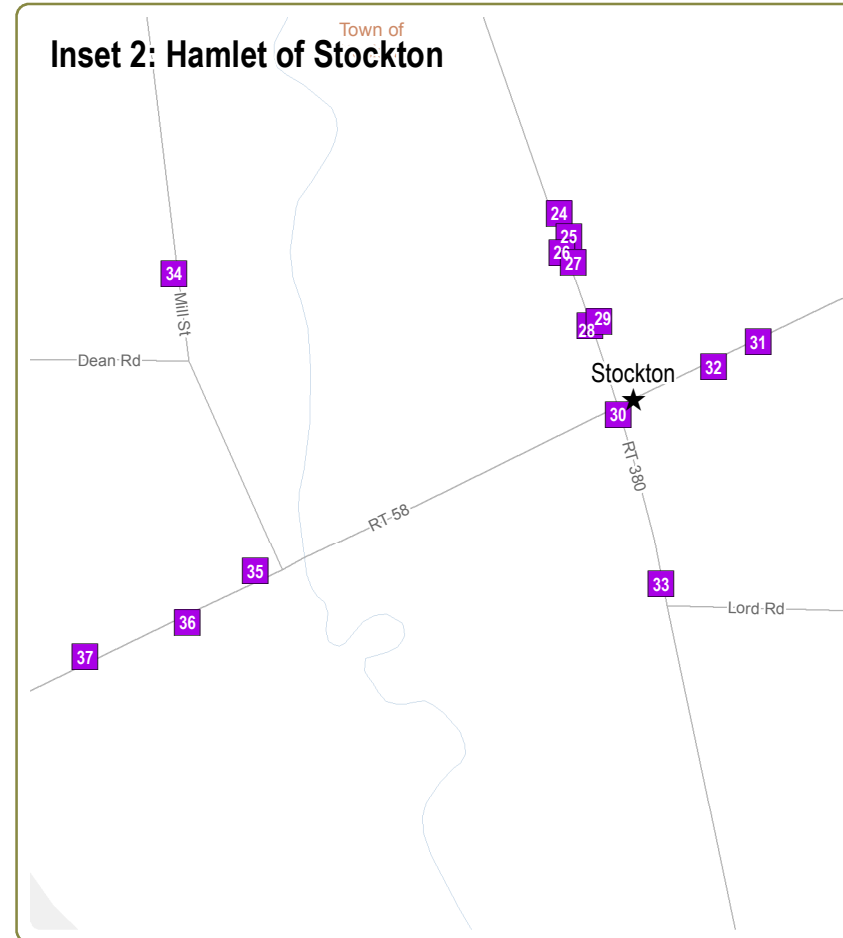 Town of
Inset 2: Hamlet of Stockton
24
25
26
27
34
Mill St
29
28
31
Dean Rd
32
Stockton
30
RT-380
RT-58
35
33
Lord Rd
36
37